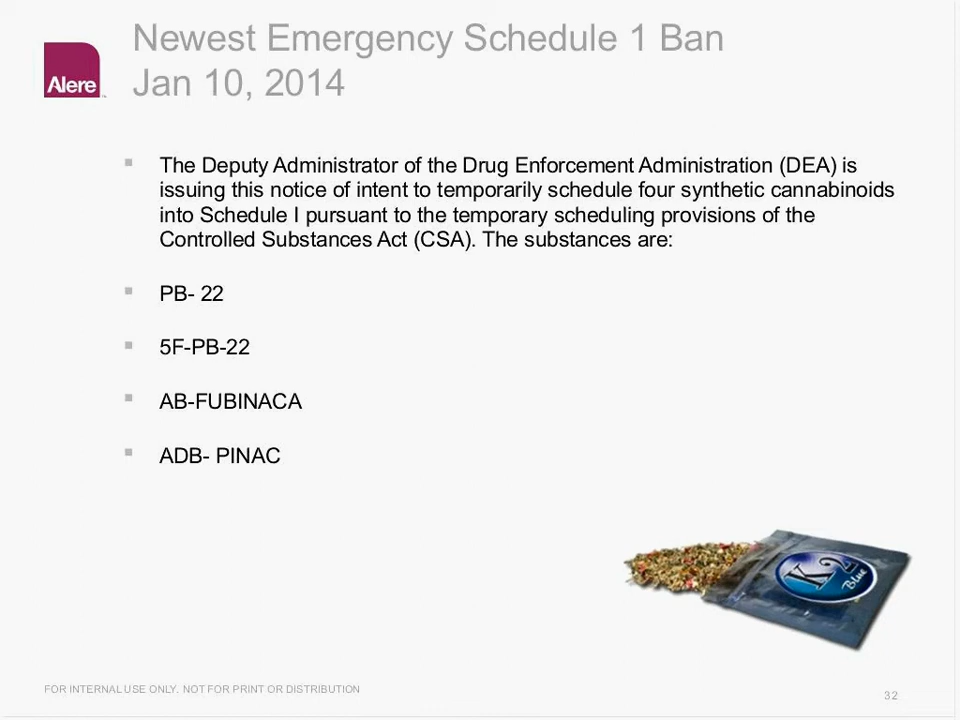 Newest Emergency Schedule 1 Ban
Jan 10, 2014
Alere
The Deputy Administrator of the Drug Enforcement Administration (DEA) is
issuing this notice of intent to temporarily schedule four synthetic cannabinoids
into Schedule I pursuant to the temporary scheduling provisions of the
Controlled Substances Act (CSA). The substances are:
PB- 22
5F-PB-22
AB-FUBINACA
ADB- PINAC
K2
Blue
FOR INTERNAL USE ONLY. NOT FOR PRINT OR DISTRIBUTION
32